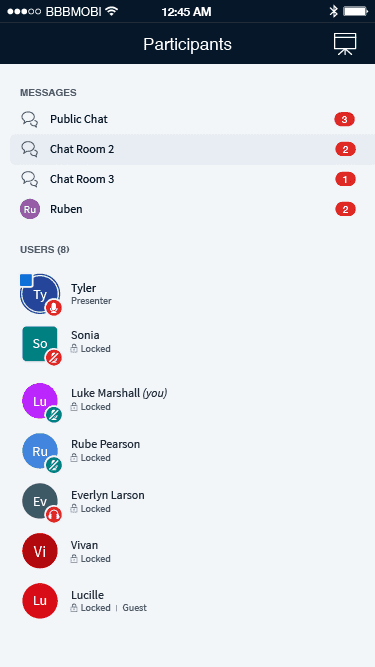 BBBMOBI 12:45 AM
Participants
MESSAGES
Public Chat 3
Chat Room 2 2
Chat Room 3 1
Ru Ruben 2
USERS (8)
Ty Tyler
Presenter
So Sonia
Locked
Lu Luke Marshall (you)
Locked
Ru Rube Pearson
Locked
Ev Everlyn Larson
Locked
Vi Vivan
Locked
Lu Lucille
Locked | Guest